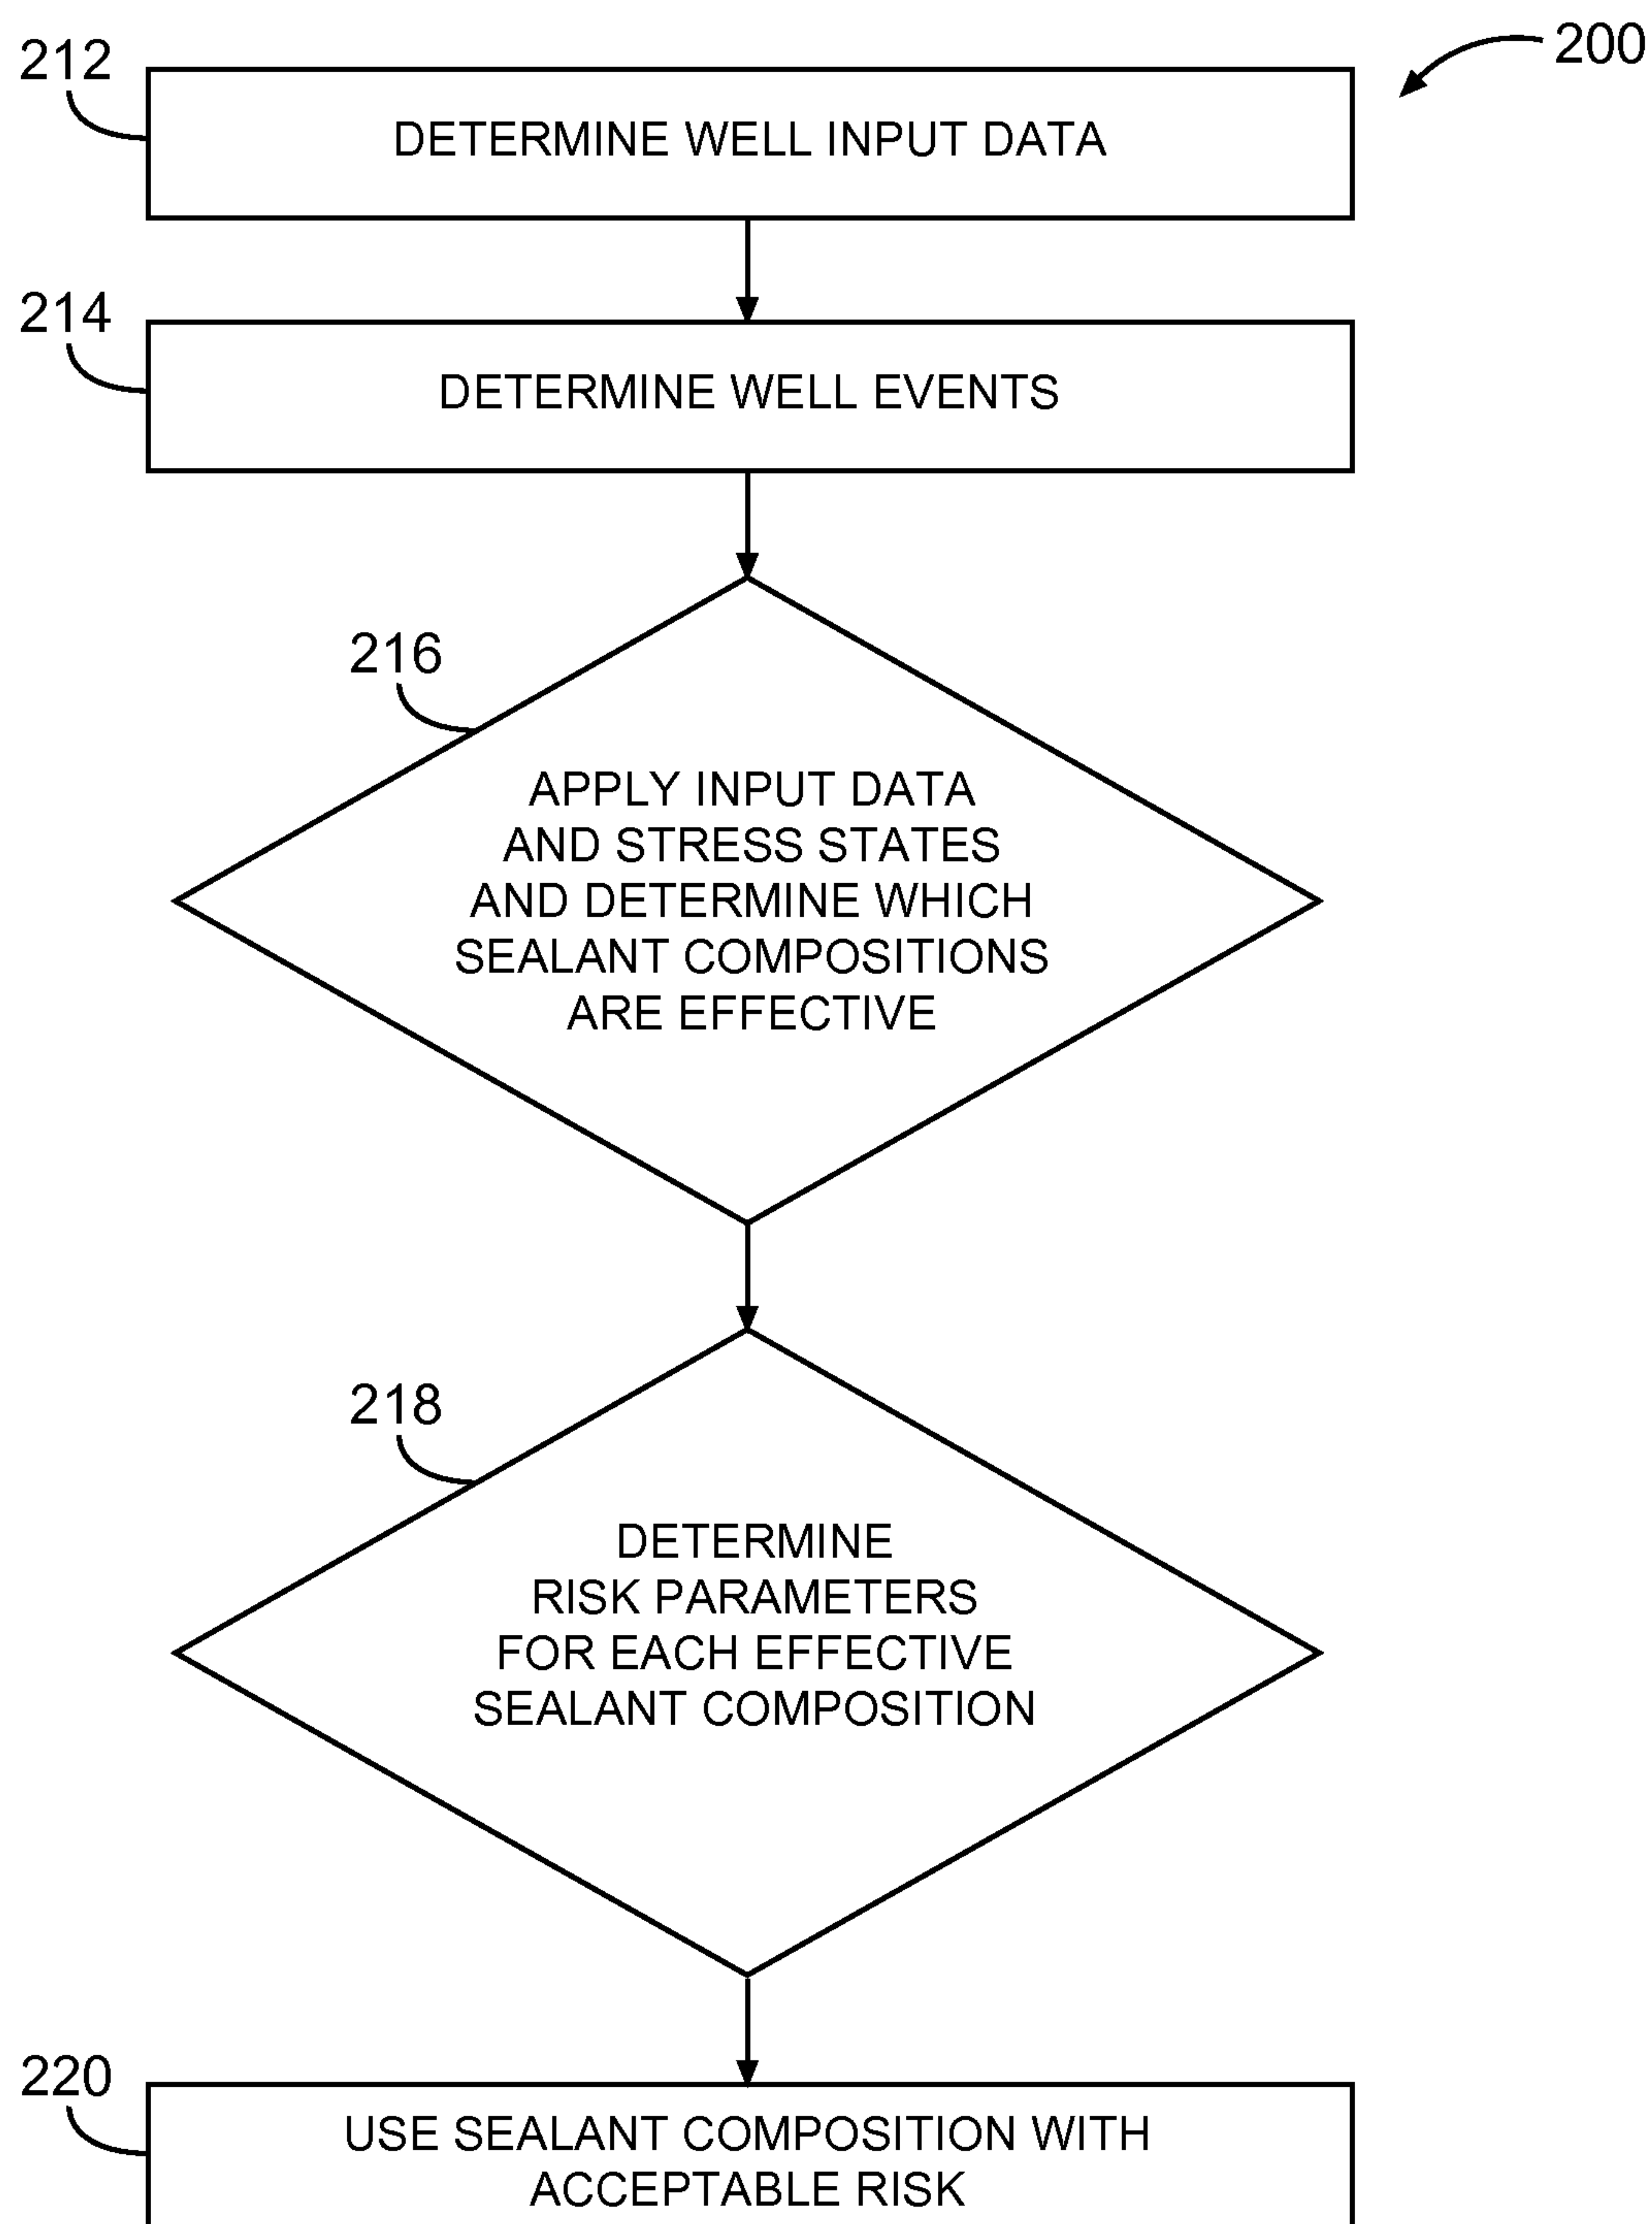 200
212
DETERMINE WELL INPUT DATA
214
DETERMINE WELL EVENTS
216
APPLY INPUT DATA
AND STRESS STATES
AND DETERMINE WHICH
SEALANT COMPOSITIONS
ARE EFFECTIVE
218
DETERMINE
RISK PARAMETERS
FOR EACH EFFECTIVE
SEALANT COMPOSITION
220
USE SEALANT COMPOSITION WITH
ACCEPTABLE RISK